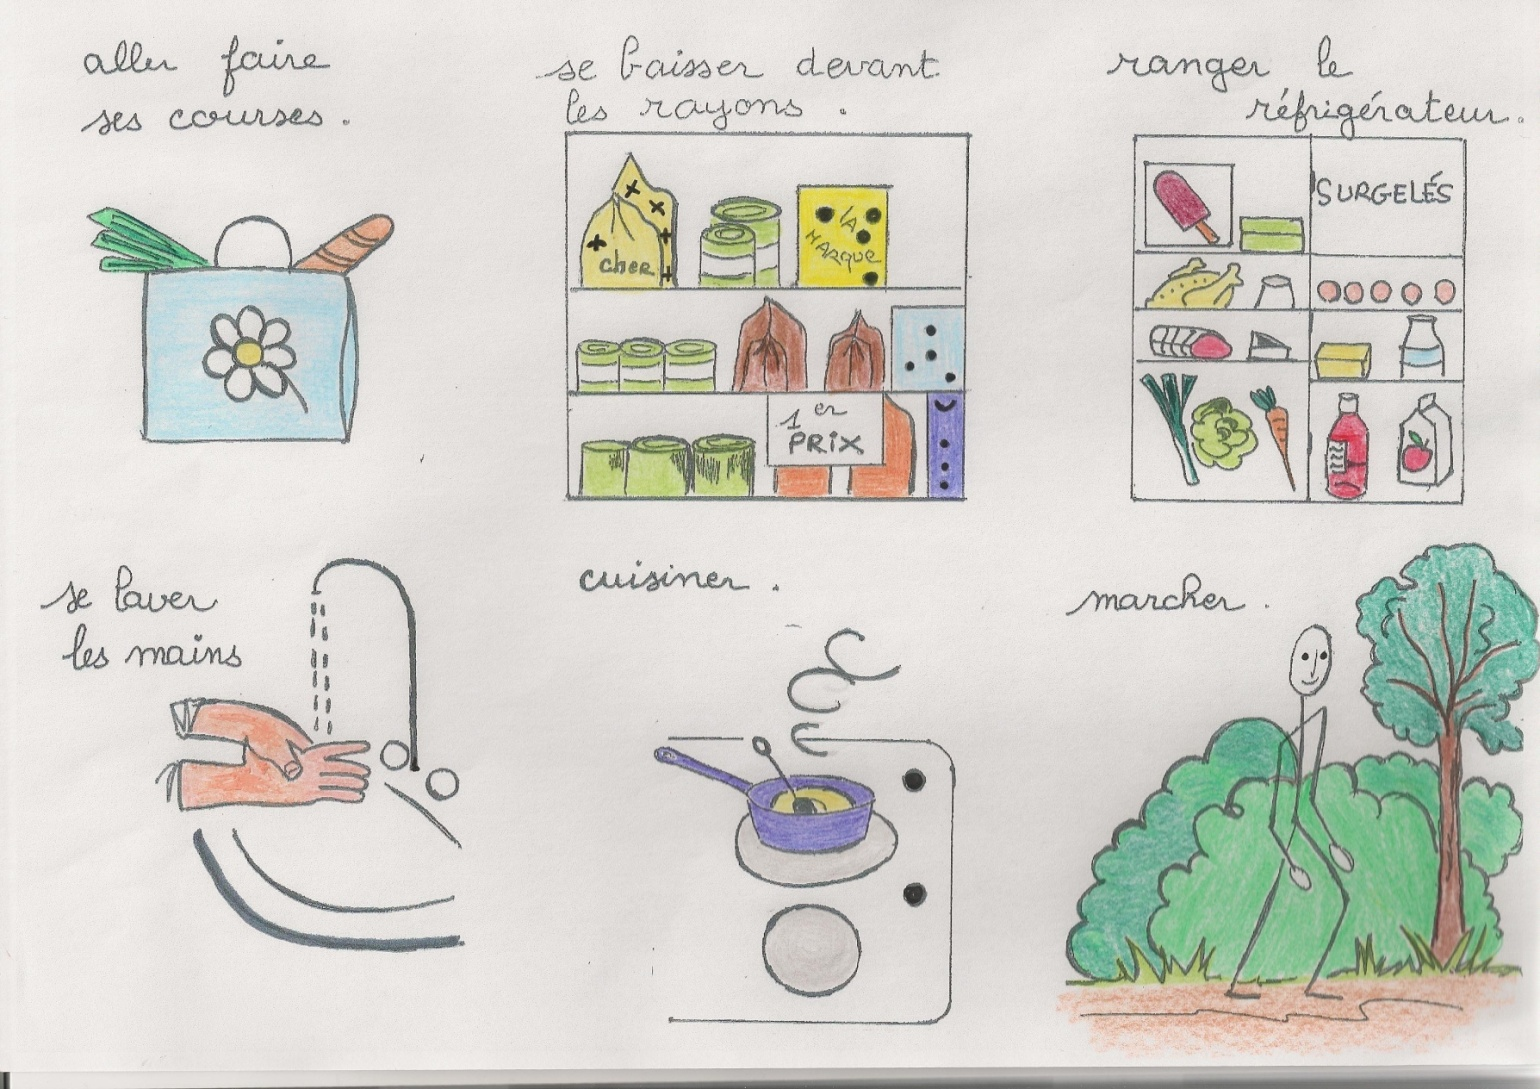 aller faire
ses courses.
se baisser devant
les rayons.
cher
la
MARQUE
1er
PRIX
ranger le
réfrigérateur.
SURGELÉS
se laver
les mains
cuisiner.
marcher.